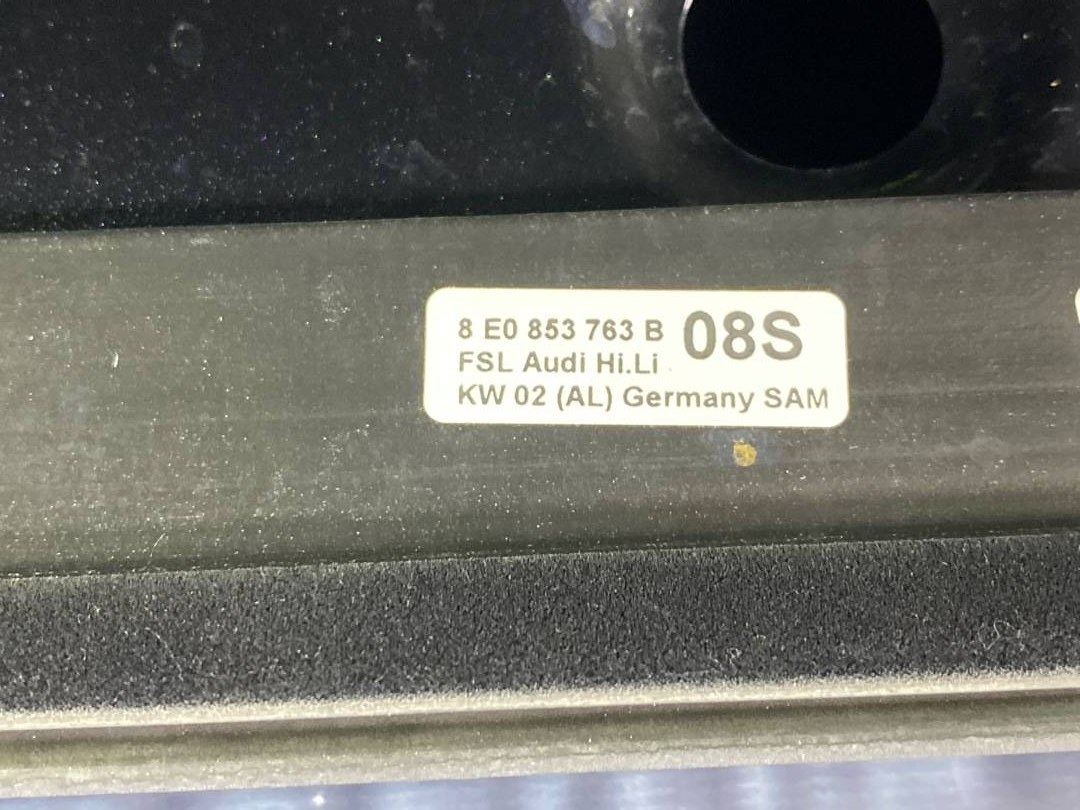 8 E0 853 763 B 08S
FSL Audi Hi.Li
KW 02 (AL) Germany SAM